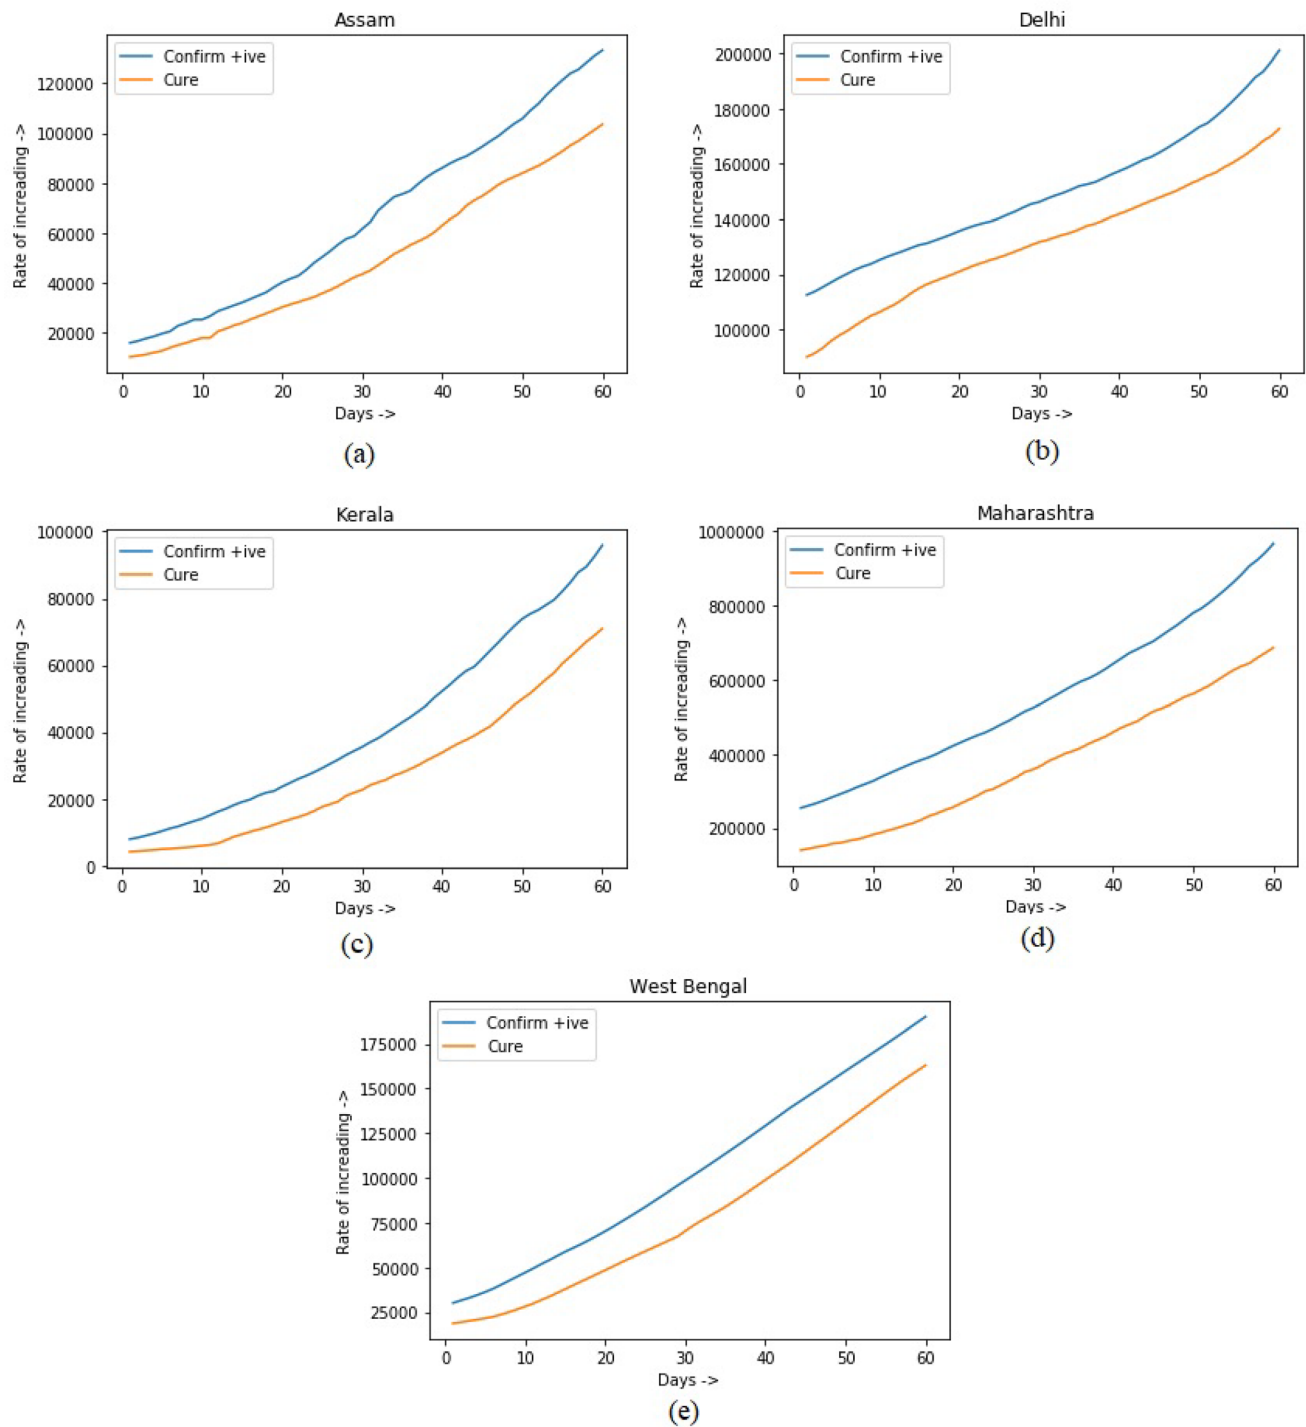 Assam
Confirm +ive
Cure
Rate of increading ->
120000
100000
80000
60000
40000
20000
0 10 20 30 40 50 60
Days ->
(a)
Delhi
Confirm +ive
Cure
Rate of increading ->
200000
180000
160000
140000
120000
100000
0 10 20 30 40 50 60
Days ->
(b)
Kerala
Confirm +ive
Cure
Rate of increading ->
100000
80000
60000
40000
20000
0
0 10 20 30 40 50 60
Days ->
(c)
Maharashtra
Confirm +ive
Cure
Rate of increading ->
1000000
800000
600000
400000
200000
0 10 20 30 40 50 60
Days ->
(d)
West Bengal
Confirm +ive
Cure
Rate of increading ->
175000
150000
125000
100000
75000
50000
25000
0 10 20 30 40 50 60
Days ->
(e)